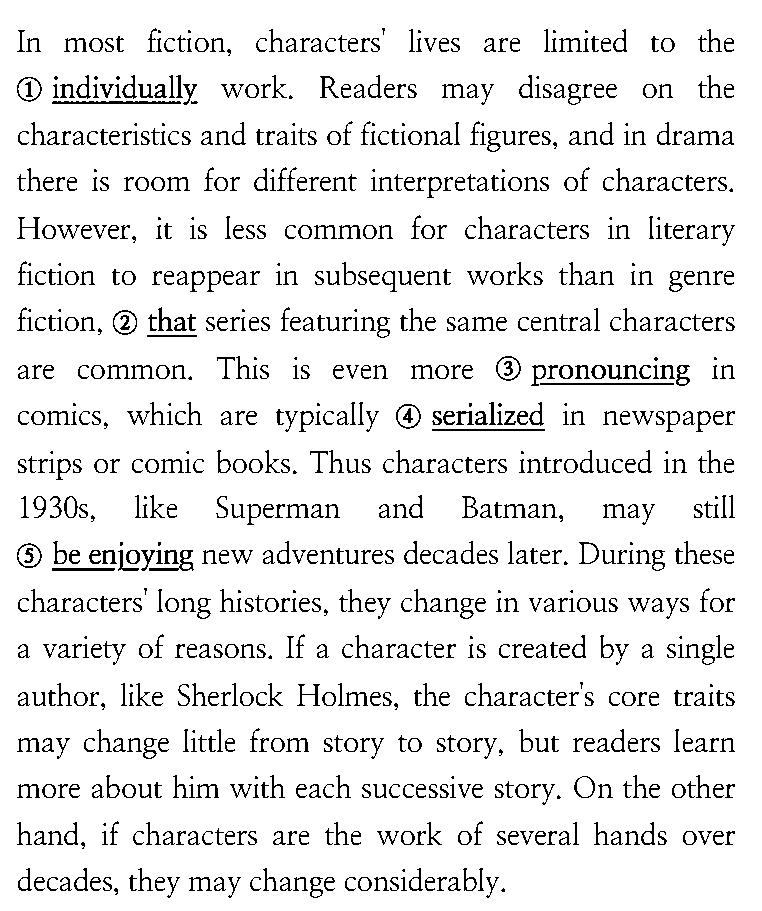 In most fiction, characters' lives are limited to the
① individually work. Readers may disagree on the
characteristics and traits of fictional figures, and in drama
there is room for different interpretations of characters.
However, it is less common for characters in literary
fiction to reappear in subsequent works than in genre
fiction, ② that series featuring the same central characters
are common. This is even more ③ pronouncing in
comics, which are typically ④ serialized in newspaper
strips or comic books. Thus characters introduced in the
1930s, like Superman and Batman, may still
⑤ be enjoying new adventures decades later. During these
characters' long histories, they change in various ways for
a variety of reasons. If a character is created by a single
author, like Sherlock Holmes, the character's core traits
may change little from story to story, but readers learn
more about him with each successive story. On the other
hand, if characters are the work of several hands over
decades, they may change considerably.